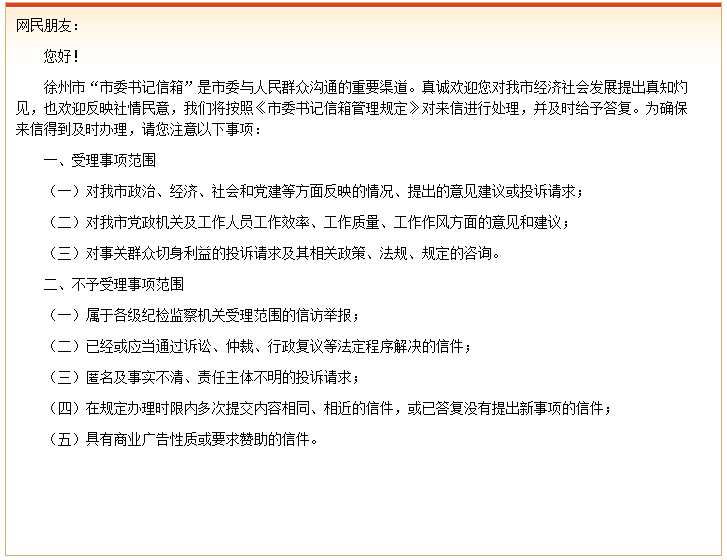 网民朋友：
您好！
徐州市“市委书记信箱”是市委与人民群众沟通的重要渠道。真诚欢迎您对我市经济社会发展提出真知灼
见，也欢迎反映社情民意，我们将按照《市委书记信箱管理规定》对来信进行处理，并及时给予答复。为确保
来信得到及时办理，请您注意以下事项：
一、受理事项范围
（一）对我市政治、经济、社会和党建等方面反映的情况、提出的意见建议或投诉请求；
（二）对我市党政机关及工作人员工作效率、工作质量、工作作风方面的意见和建议；
（三）对事关群众切身利益的投诉请求及其相关政策、法规、规定的咨询。
二、不予受理事项范围
（一）属于各级纪检监察机关受理范围的信访举报；
（二）已经或应当通过诉讼、仲裁、行政复议等法定程序解决的信件；
（三）匿名及事实不清、责任主体不明的投诉请求；
（四）在规定办理时限内多次提交内容相同、相近的信件，或已答复没有提出新事项的信件；
（五）具有商业广告性质或要求赞助的信件。